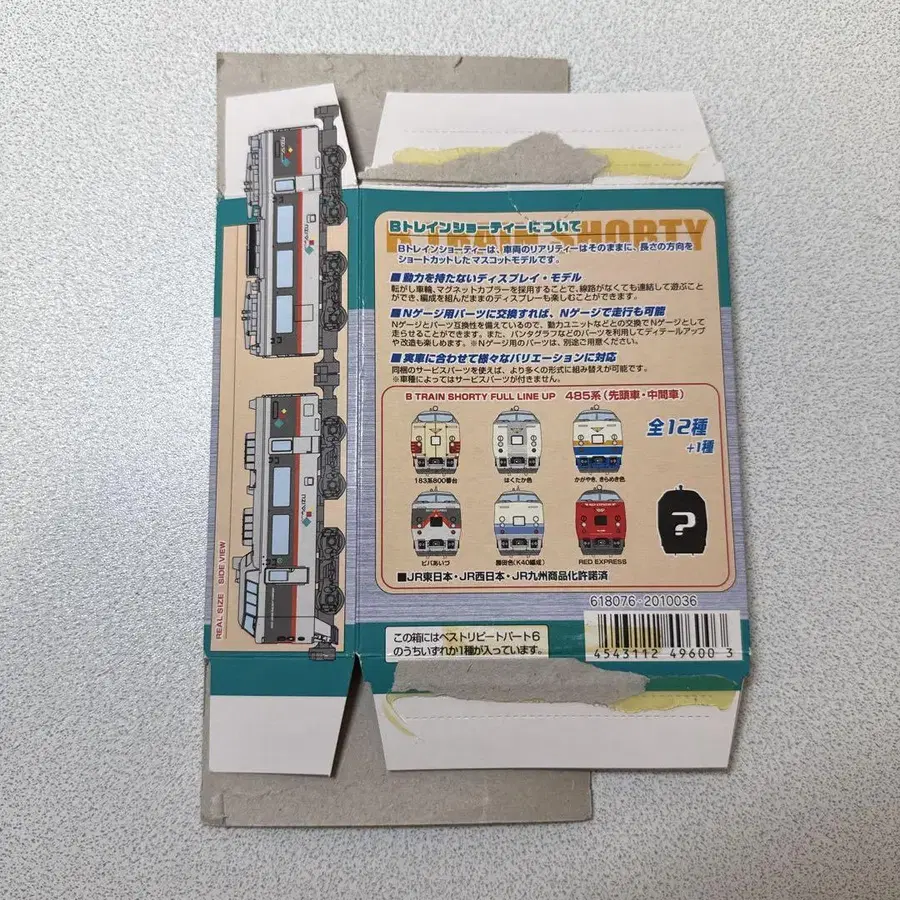 Bトレインショーティーについて
B TRAIN SHORTY
Bトレインショーティーは、車両のリアリティーはそのままに、長さの方向を
ショートカットしたマスコットモデルです。
■動力を持たないディスプレイ・モデル
転がし車輪、マグネットカプラーを採用することで、線路がなくても連結して遊ぶこと
ができ、編成を組んだままのディスプレーも楽しむことができます。
■Nゲージ用パーツに交換すれば、Nゲージで走行も可能
Nゲージとパーツ互換性を備えているので、動力ユニットなどとの交換でNゲージとして
走らせることができます。また、パンタグラフなどのパーツを利用してディテールアップ
や改造も楽しめます。※Nゲージ用のパーツは、別途ご用意ください。
■実車に合わせて様々なバリエーションに対応
同梱のサービスパーツを使えば、より多くの形式に組み替えが可能です。
※車種によってはサービスパーツが付きません。
B TRAIN SHORTY FULL LINE UP 485系(先頭車・中間車)
全12種
+1種
183系800番台
はくたか色
かがやき、きらめき色
?
ビバあいづ
勝田色(K40編成)
RED EXPRESS
■JR東日本・JR西日本・JR九州商品化許諾済
618076-2010036
この箱にはベストリピートパート6
のうちいずれか1種が入っています。
4543112 49600 3
REAL SIZE SIDE VIEW